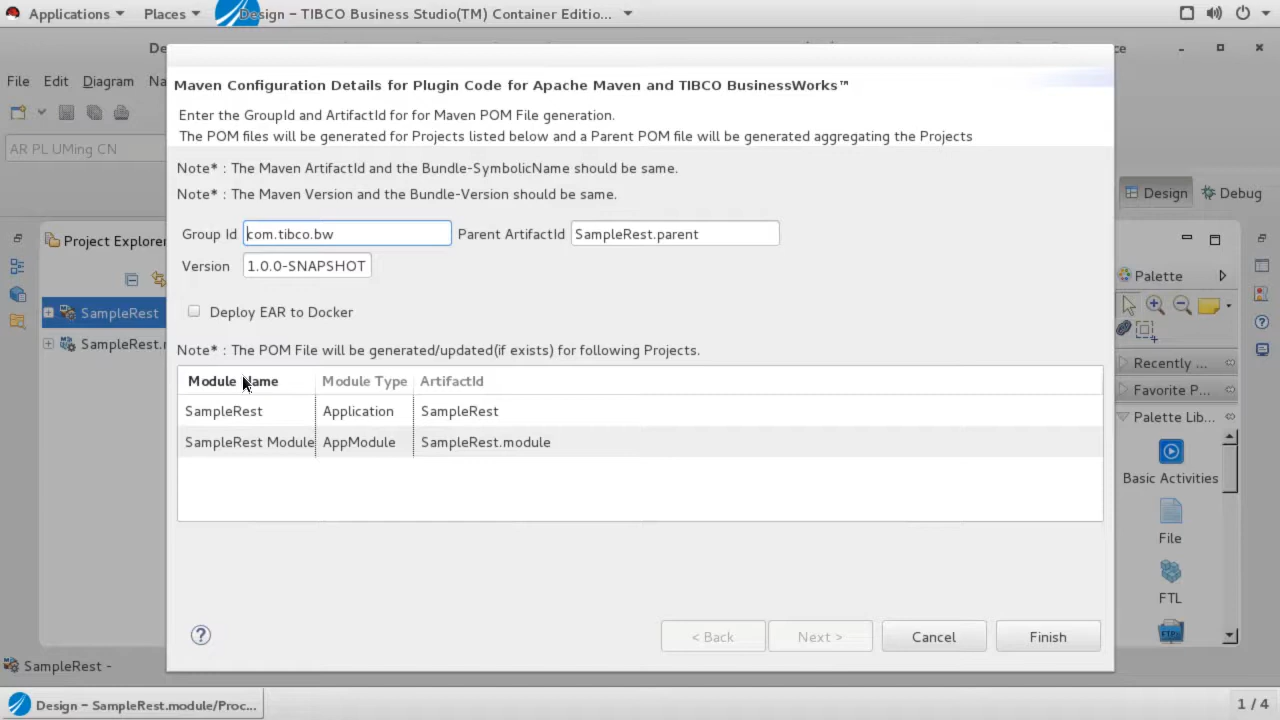 Applications Places Design – TIBCO Business Studio(TM) Container Editio...
De
ce
File Edit Diagram Na
AR PL UMing CN
Design Debug
Project Explorer
SampleRest
SampleRest.
Maven Configuration Details for Plugin Code for Apache Maven and TIBCO BusinessWorks™
Enter the GroupId and ArtifactId for for Maven POM File generation.
The POM files will be generated for Projects listed below and a Parent POM file will be generated aggregating the Projects
Note* : The Maven ArtifactId and the Bundle-SymbolicName should be same.
Note* : The Maven Version and the Bundle-Version should be same.
Group Id com.tibco.bw Parent ArtifactId SampleRest.parent
Version 1.0.0-SNAPSHOT
Deploy EAR to Docker
Note* : The POM File will be generated/updated(if exists) for following Projects.
Module Name Module Type ArtifactId
SampleRest Application SampleRest
SampleRest Module AppModule SampleRest.module
? < Back Next > Cancel Finish
Palette
Recently ...
Favorite P...
Palette Lib...
Basic Activities
File
FTL
FTP
SampleRest -
Design – SampleRest.module/Proc...
1 / 4